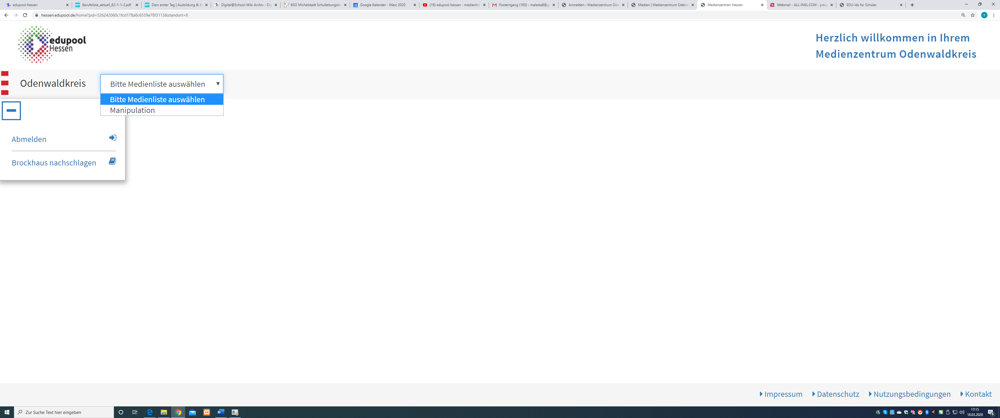 edupool-hessen
Berufeliste_aktuell_62-1-1-2.pdf
Dein erster Tag | Ausbildung & B
Digital@School-Wiki Archiv - Dig
BSO Michelstadt Schulleitungste
Google Kalender - März 2020
(19) edupool hessen - medienlist
Posteingang (193) - maleika8@g
Anmelden ‹ Medienzentrum Ode
Medien | Medienzentrum Odenw
Medienzentren Hessen
Webmail - ALL-INKL.COM - y.ma
EDU-Ids für Schüler
hessen.edupool.de/home?pid=526242060c1fcd178a8c6559e78f3113&standort=8
Y
edupool
Hessen
Herzlich willkommen in Ihrem
Medienzentrum Odenwaldkreis
Odenwaldkreis
Bitte Medienliste auswählen
Bitte Medienliste auswählen
Manipulation
Abmelden
Brockhaus nachschlagen
Impressum
Datenschutz
Nutzungsbedingungen
Kontakt
Zur Suche Text hier eingeben
17:15
18.03.2020
6